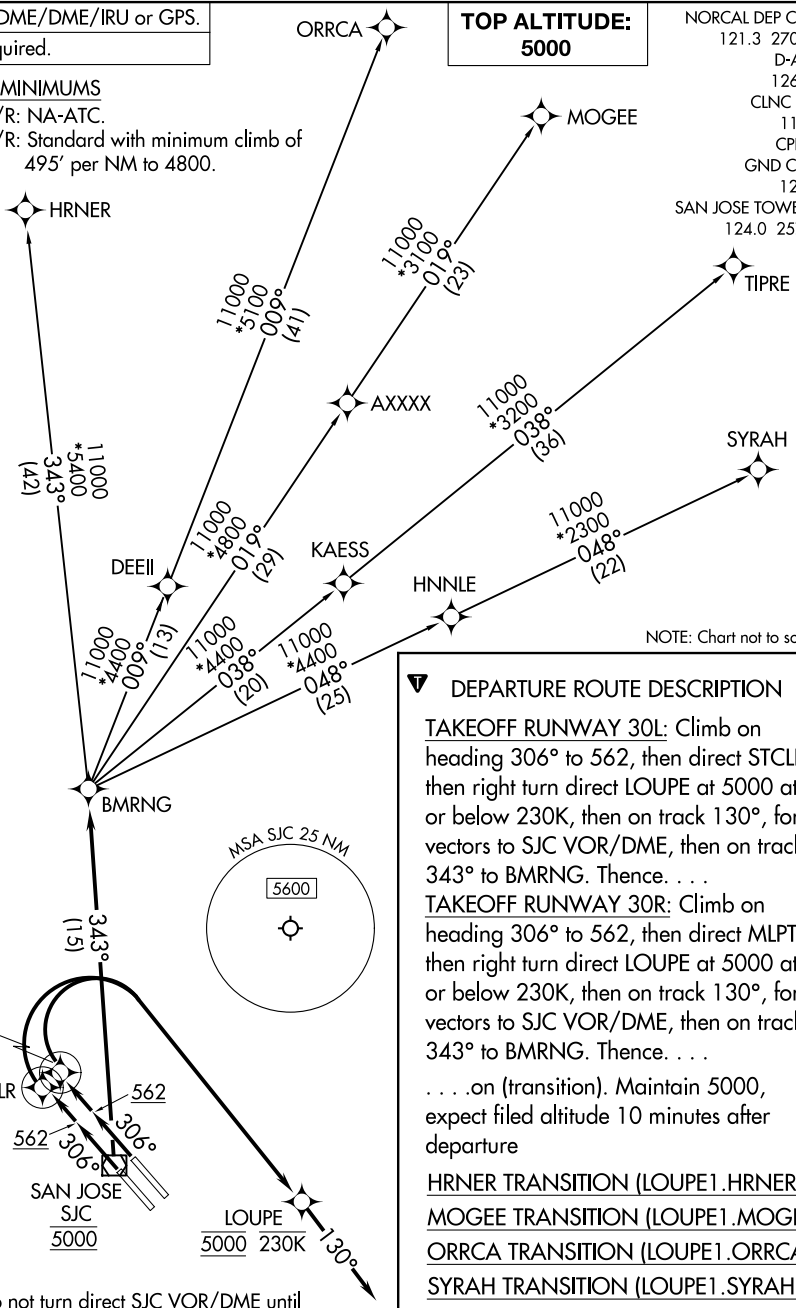 DME/DME/IRU or GPS.
quired.
MINIMUMS
/R: NA-ATC.
/R: Standard with minimum climb of
495' per NM to 4800.
TOP ALTITUDE:
5000
NORCAL DEP C
121.3 270
D-A
126
CLNC
11
CP
GND C
12
SAN JOSE TOWE
124.0 25
ORRCA
MOGEE
HRNER
TIPRE
11000
*5100
009°
(41)
11000
*3100
019°
(23)
AXXXX
11000
*3200
038°
(36)
SYRAH
11000
*5400
343°
(42)
11000
*4800
019°
(29)
11000
*2300
048°
(22)
DEEII
KAESS
HNNLE
11000
*4400
009°
(13)
11000
*4400
038°
(20)
11000
*4400
048°
(25)
NOTE: Chart not to sc
BMRNG
MSA SJC 25 NM
5600
343°
(15)
LR
562
306°
562
306°
SAN JOSE
SJC
5000
LOUPE
5000 230K
130°
o not turn direct SJC VOR/DME until
T DEPARTURE ROUTE DESCRIPTION
TAKEOFF RUNWAY 30L: Climb on
heading 306° to 562, then direct STCL
then right turn direct LOUPE at 5000 at
or below 230K, then on track 130°, for
vectors to SJC VOR/DME, then on track
343° to BMRNG. Thence. . . .
TAKEOFF RUNWAY 30R: Climb on
heading 306° to 562, then direct MLPT
then right turn direct LOUPE at 5000 at
or below 230K, then on track 130°, for
vectors to SJC VOR/DME, then on track
343° to BMRNG. Thence. . . .
. . . .on (transition). Maintain 5000,
expect filed altitude 10 minutes after
departure
HRNER TRANSITION (LOUPE1.HRNER
MOGEE TRANSITION (LOUPE1.MOG
ORRCA TRANSITION (LOUPE1.ORRCA
SYRAH TRANSITION (LOUPE1.SYRAH